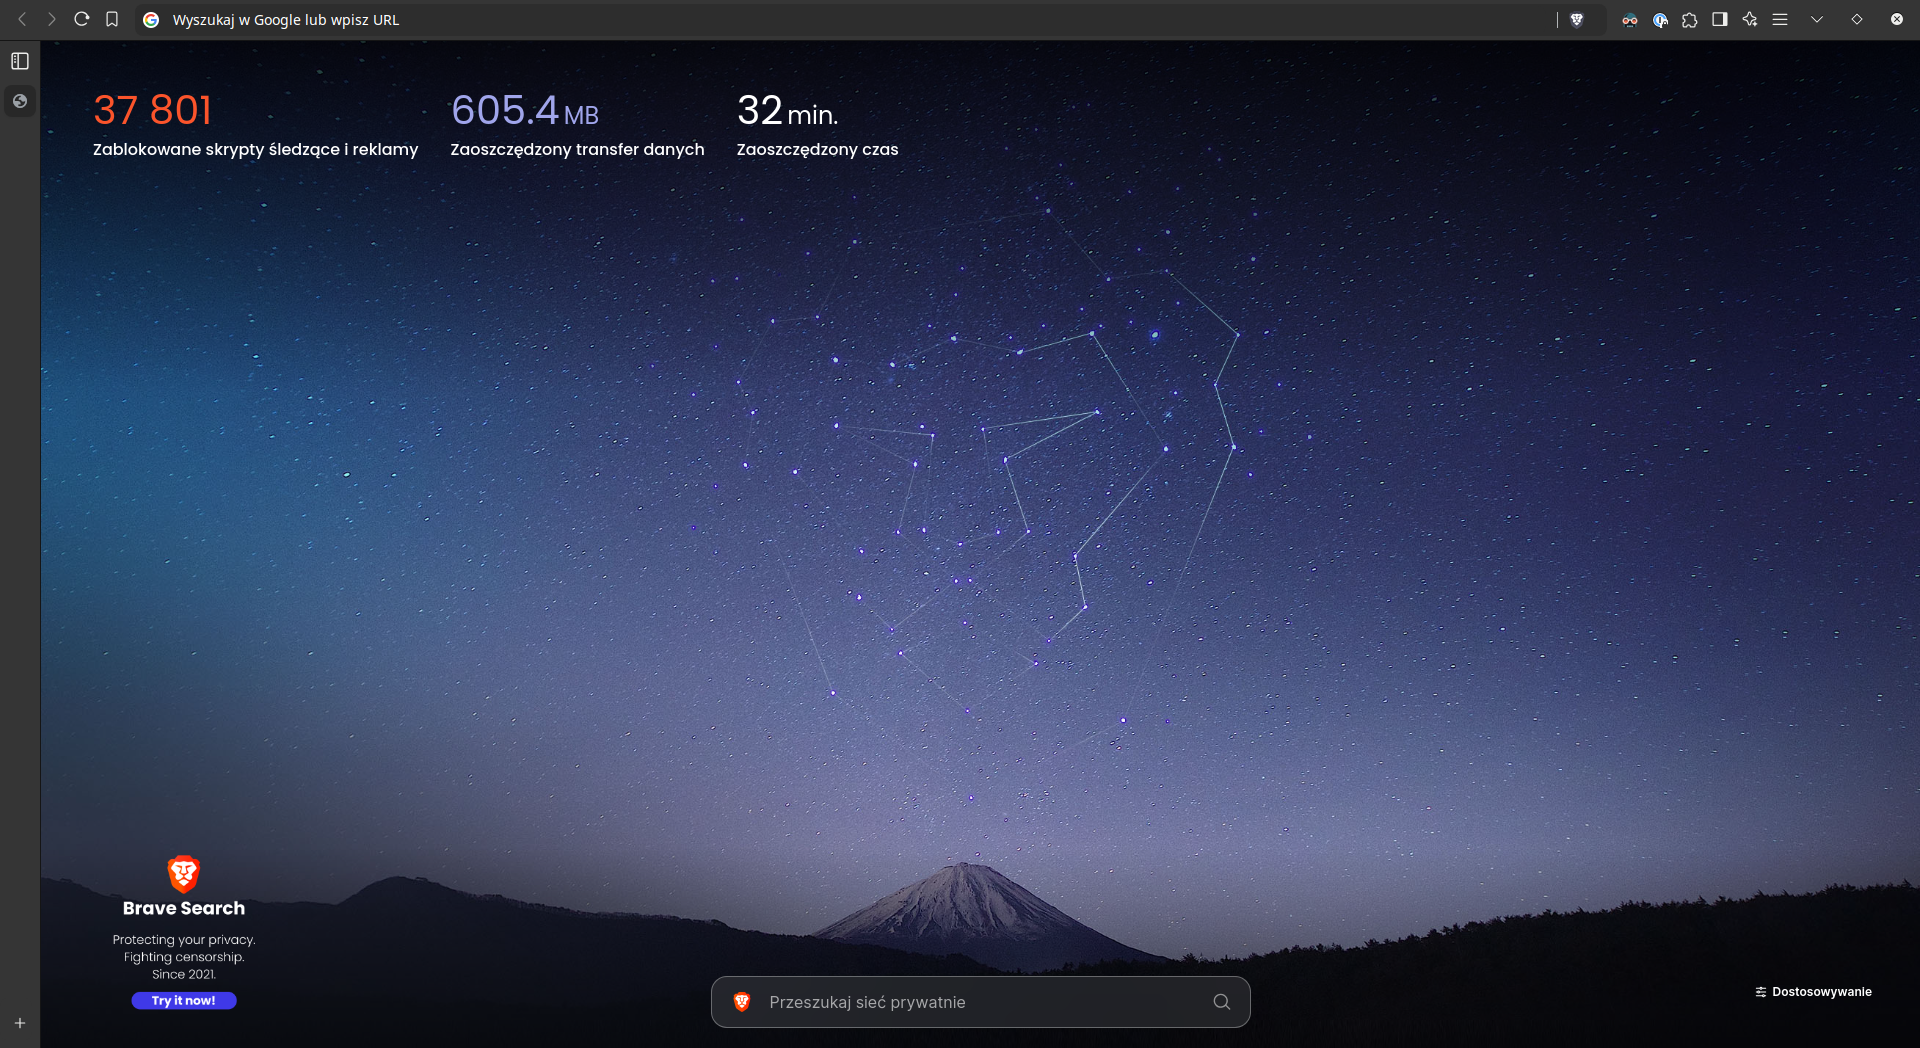 Wyszukaj w Google lub wpisz URL
37 801
605.4 MB
32 min.
Zablokowane skrypty śledzące i reklamy
Zaoszczędzony transfer danych
Zaoszczędzony czas
Brave Search
Protecting your privacy.
Fighting censorship.
Since 2021.
Try it now!
Przeszukaj sieć prywatnie
Dostosowywanie